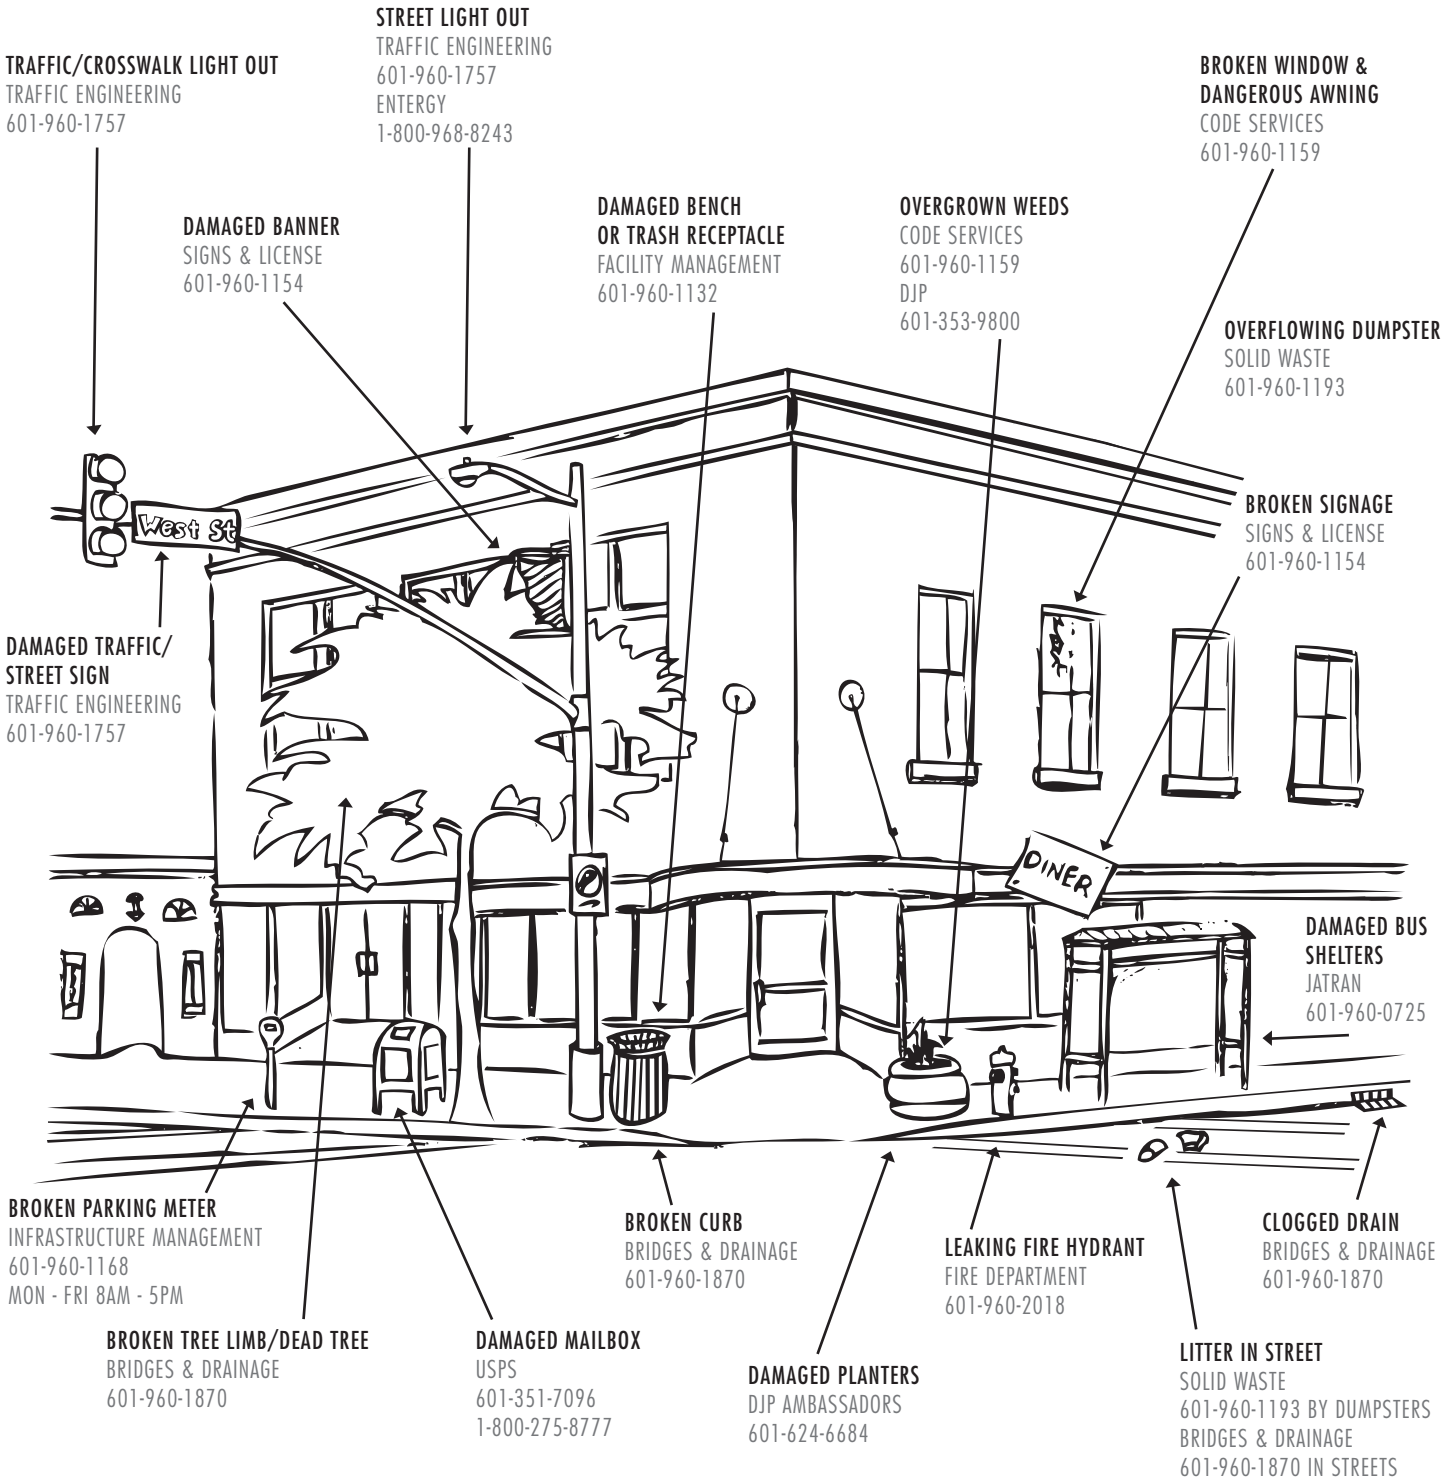 STREET LIGHT OUT
TRAFFIC ENGINEERING
601-960-1757
ENTERGY
1-800-968-8243
TRAFFIC/CROSSWALK LIGHT OUT
TRAFFIC ENGINEERING
601-960-1757
BROKEN WINDOW &
DANGEROUS AWNING
CODE SERVICES
601-960-1159
DAMAGED BANNER
SIGNS & LICENSE
601-960-1154
DAMAGED BENCH
OR TRASH RECEPTACLE
FACILITY MANAGEMENT
601-960-1132
OVERGROWN WEEDS
CODE SERVICES
601-960-1159
DJP
601-353-9800
OVERFLOWING DUMPSTER
SOLID WASTE
601-960-1193
BROKEN SIGNAGE
SIGNS & LICENSE
601-960-1154
West St
DAMAGED TRAFFIC/
STREET SIGN
TRAFFIC ENGINEERING
601-960-1757
DINER
DAMAGED BUS
SHELTERS
JATRAN
601-960-0725
BROKEN PARKING METER
INFRASTRUCTURE MANAGEMENT
601-960-1168
MON - FRI 8AM - 5PM
BROKEN CURB
BRIDGES & DRAINAGE
601-960-1870
LEAKING FIRE HYDRANT
FIRE DEPARTMENT
601-960-2018
CLOGGED DRAIN
BRIDGES & DRAINAGE
601-960-1870
BROKEN TREE LIMB/DEAD TREE
BRIDGES & DRAINAGE
601-960-1870
DAMAGED MAILBOX
USPS
601-351-7096
1-800-275-8777
DAMAGED PLANTERS
DJP AMBASSADORS
601-624-6684
LITTER IN STREET
SOLID WASTE
601-960-1193 BY DUMPSTERS
BRIDGES & DRAINAGE
601-960-1870 IN STREETS